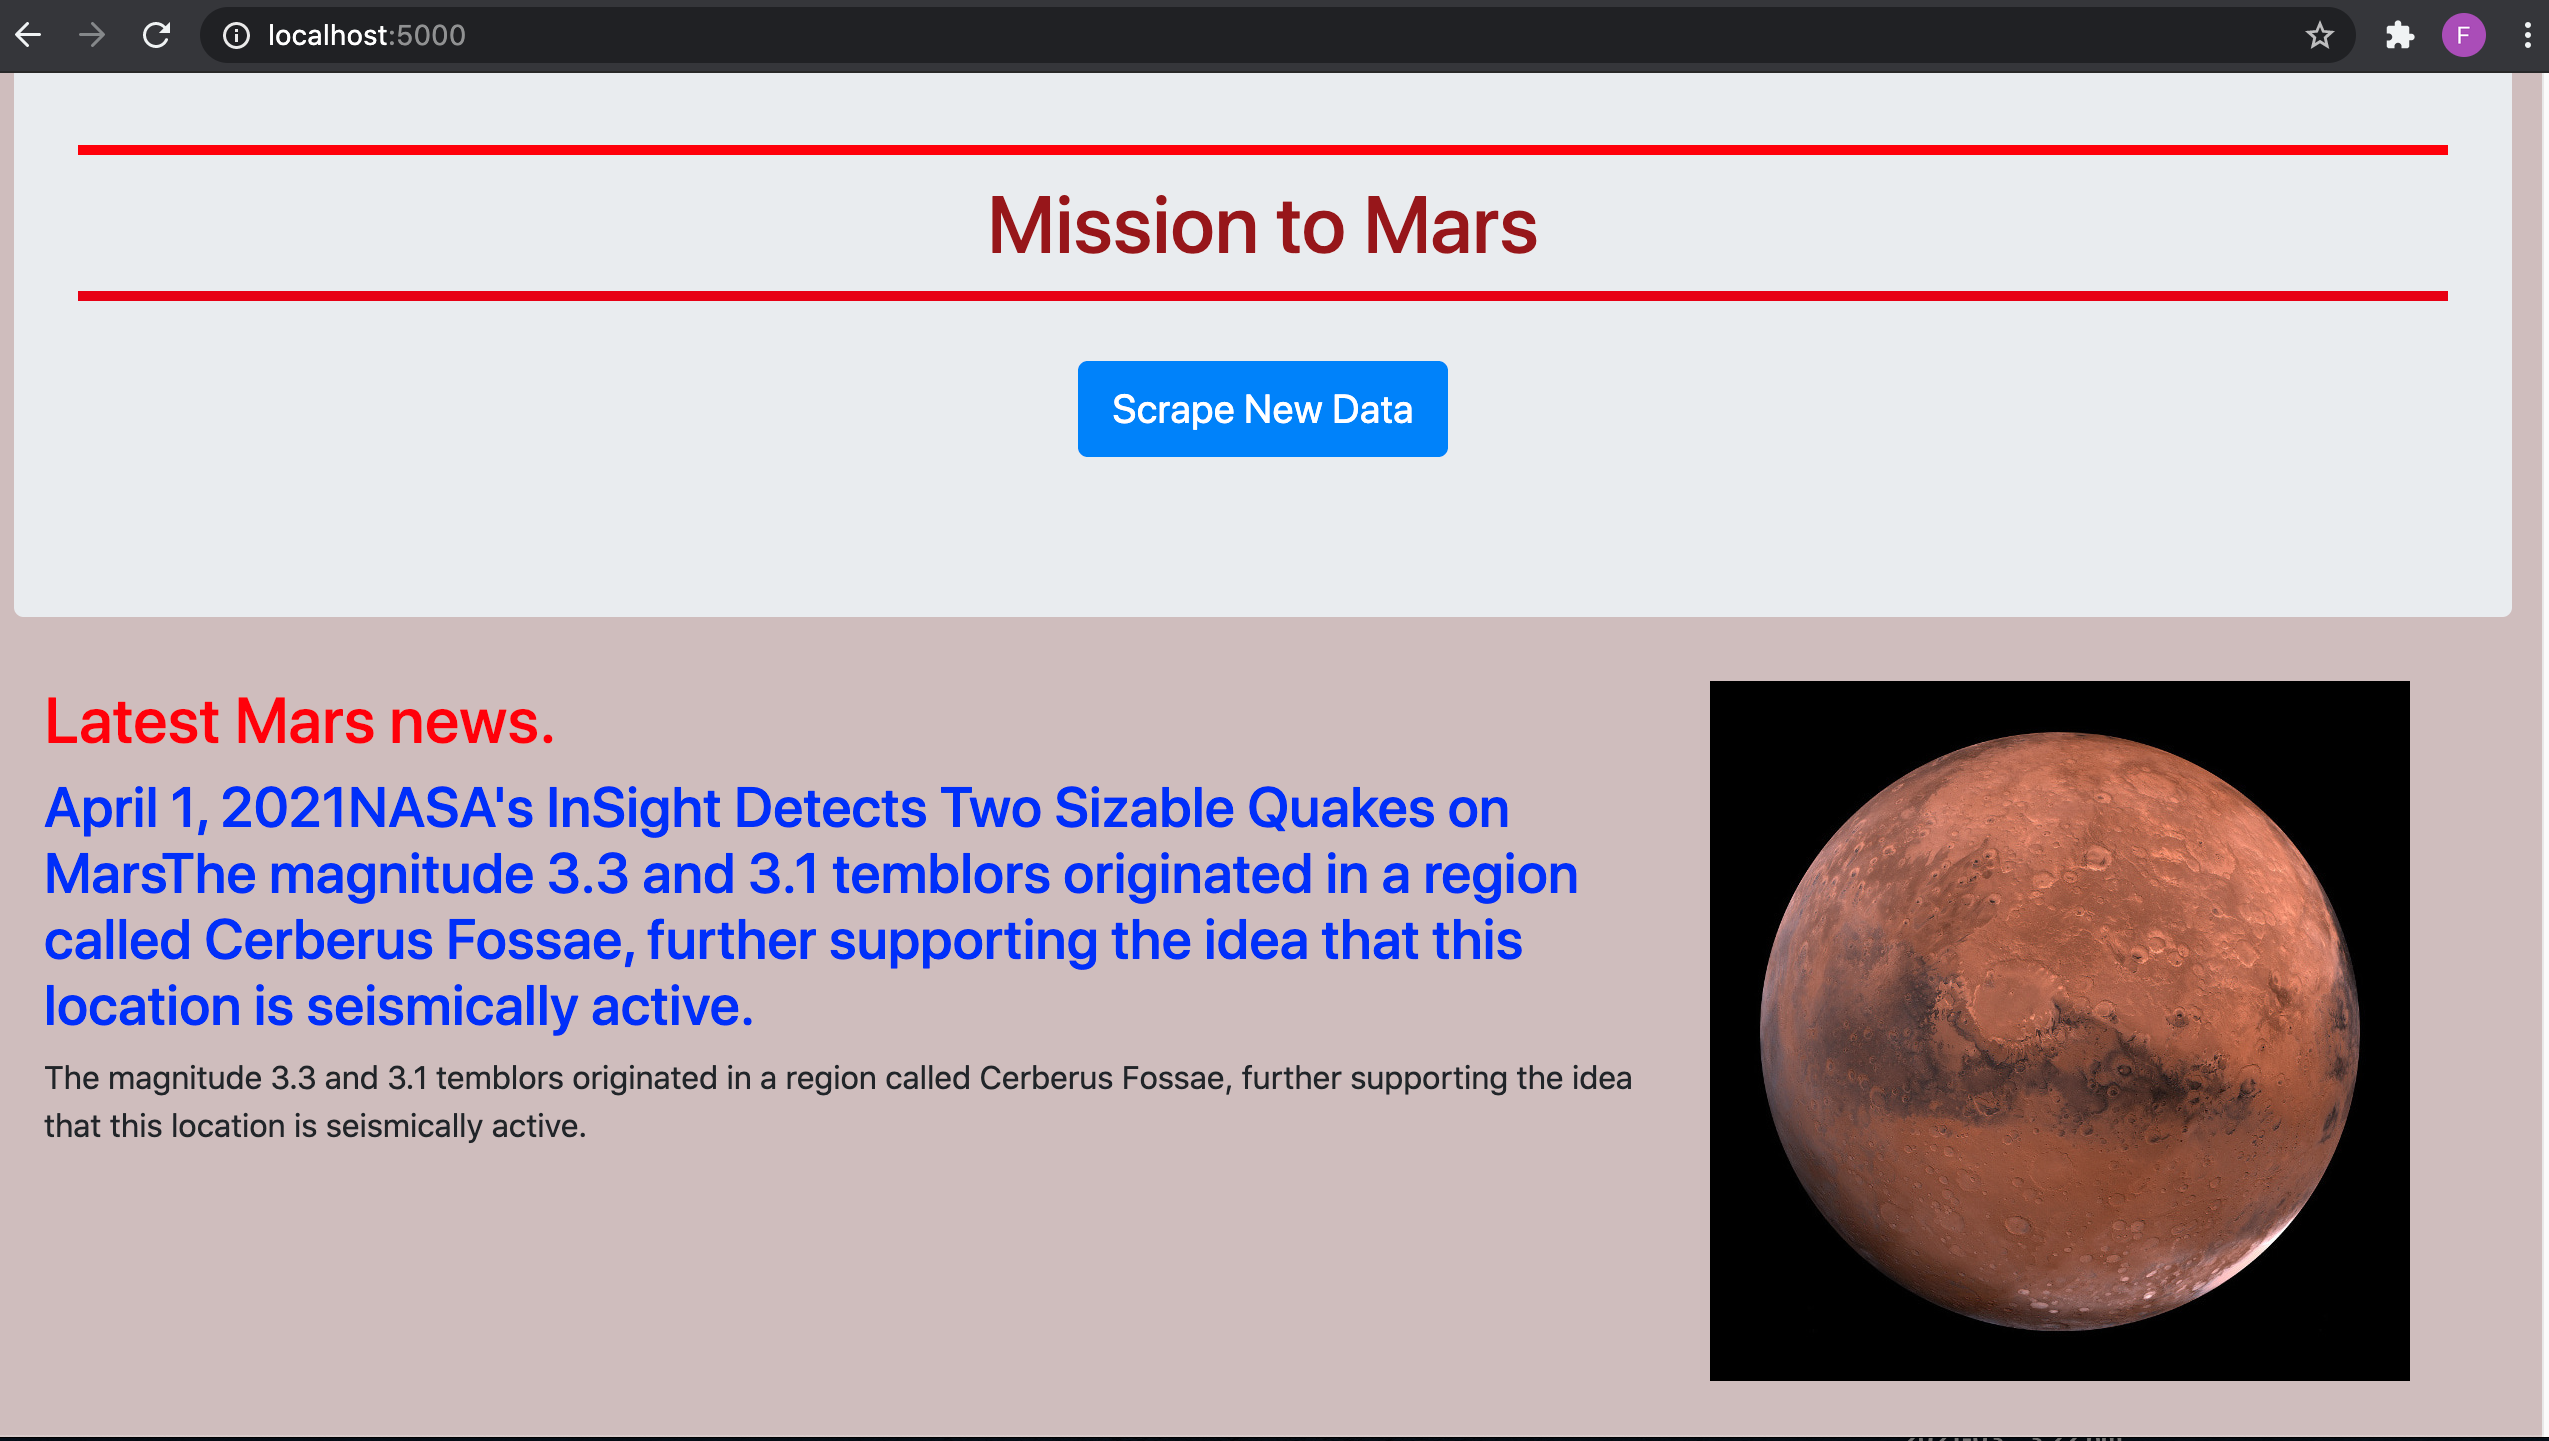 localhost:5000
F
Mission to Mars
Scrape New Data
Latest Mars news.
April 1, 2021NASA's InSight Detects Two Sizable Quakes on
MarsThe magnitude 3.3 and 3.1 temblors originated in a region
called Cerberus Fossae, further supporting the idea that this
location is seismically active.
The magnitude 3.3 and 3.1 temblors originated in a region called Cerberus Fossae, further supporting the idea
that this location is seismically active.